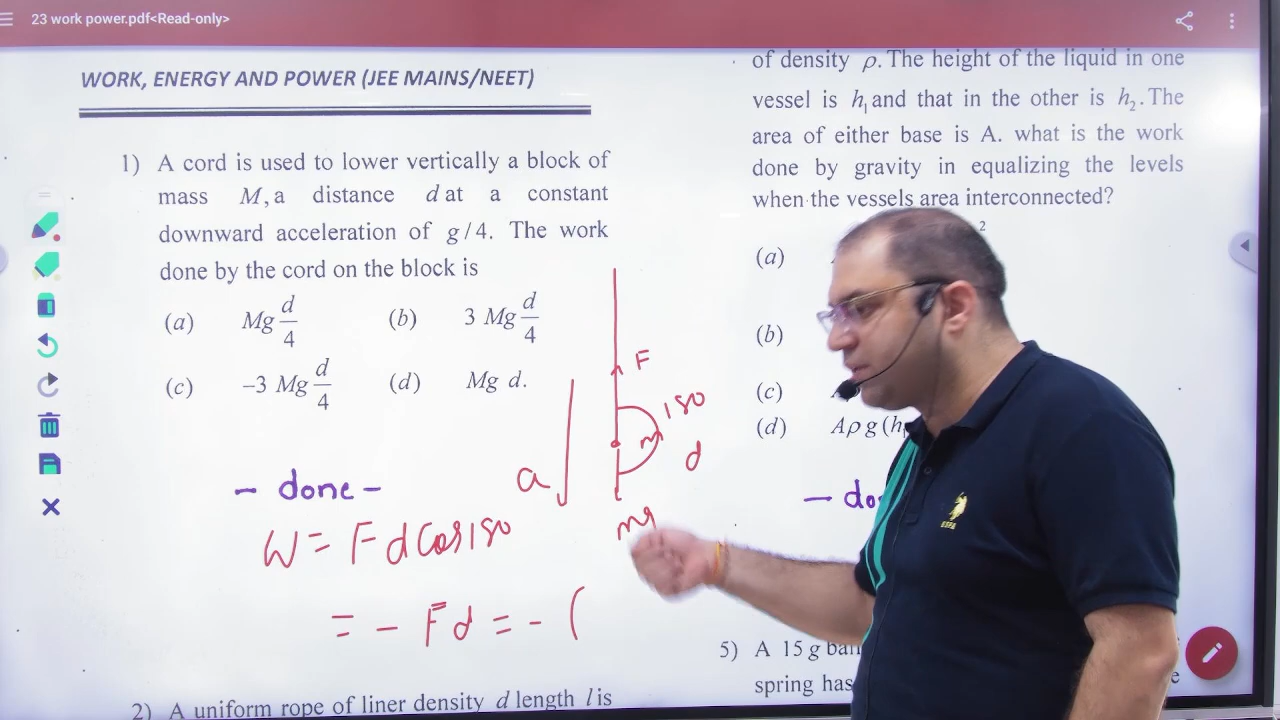 23 work power.pdf<Read-only>
WORK, ENERGY AND POWER (JEE MAINS/NEET)
1) A cord is used to lower vertically a block of
mass M, a distance d at a constant
downward acceleration of g/4. The work
done by the cord on the block is
(a) Mg d/4 (b) 3 Mg d/4
(c) -3 Mg d/4 (d) Mg d.
F
180
m
d
a
mg
- done -
W = F d Cos 180
= - F d = - (
2) A uniform rope of liner density d length l is
of density ρ. The height of the liquid in one
vessel is h₁ and that in the other is h₂. The
area of either base is A. what is the work
done by gravity in equalizing the levels
when the vessels area interconnected?
(a) 2
(b)
(c)
(d) Aρg(h
- do
5) A 15 g
spring has
USPA